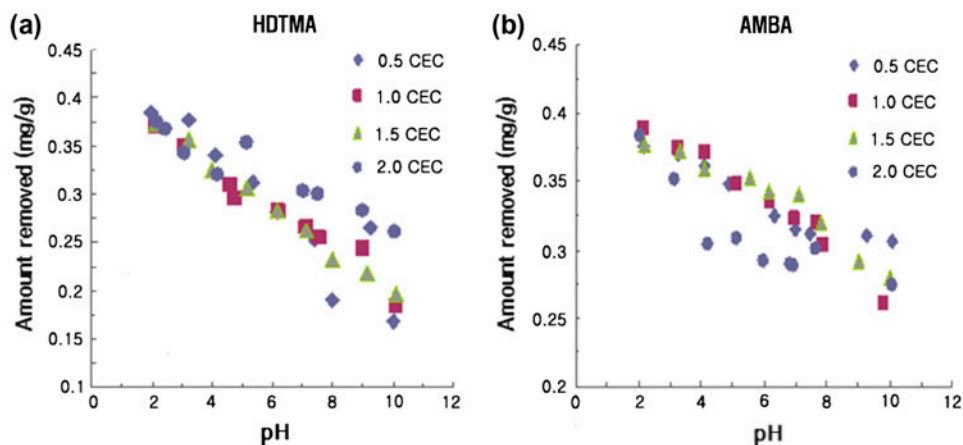 (a)
HDTMA
0.45
0.4
0.35
0.3
0.25
0.2
0.15
0.1
0 2 4 6 8 10 12
Amount removed (mg/g)
pH
0.5 CEC
1.0 CEC
1.5 CEC
2.0 CEC
(b)
AMBA
0.45
0.4
0.35
0.3
0.25
0.2
0 2 4 6 8 10 12
Amount removed (mg/g)
pH
0.5 CEC
1.0 CEC
1.5 CEC
2.0 CEC